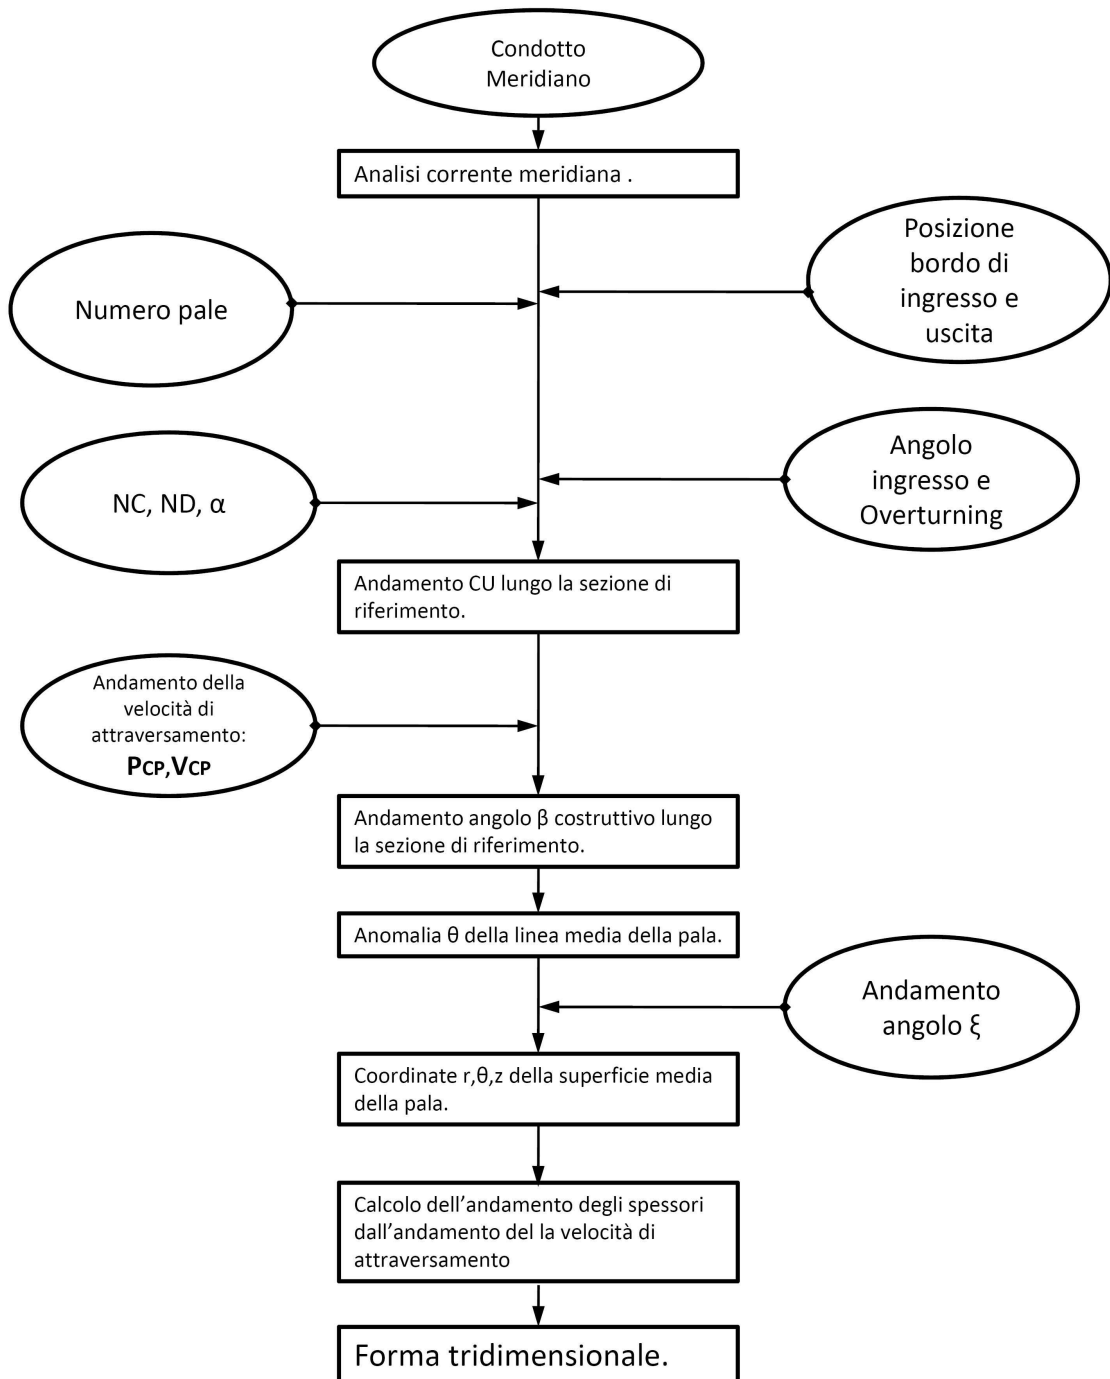 Condotto
Meridiano
Analisi corrente meridiana .
Posizione
bordo di
ingresso e
uscita
Numero pale
Angolo
ingresso e
Overturning
NC, ND, α
Andamento CU lungo la sezione di
riferimento.
Andamento della
velocità di
attraversamento:
PCP,VCP
Andamento angolo β costruttivo lungo
la sezione di riferimento.
Anomalia θ della linea media della pala.
Andamento
angolo ξ
Coordinate r,θ,z della superficie media
della pala.
Calcolo dell’andamento degli spessori
dall’andamento del la velocità di
attraversamento
Forma tridimensionale.